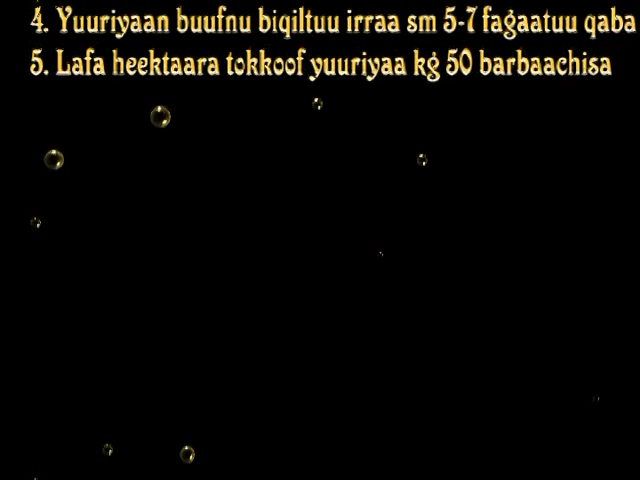 4. Yuuriyaan buufnu biqiltuu irraa sm 5-7 fagaatuu qaba
5. Lafa heektaara tokkoof yuuriyaa kg 50 barbaachisa